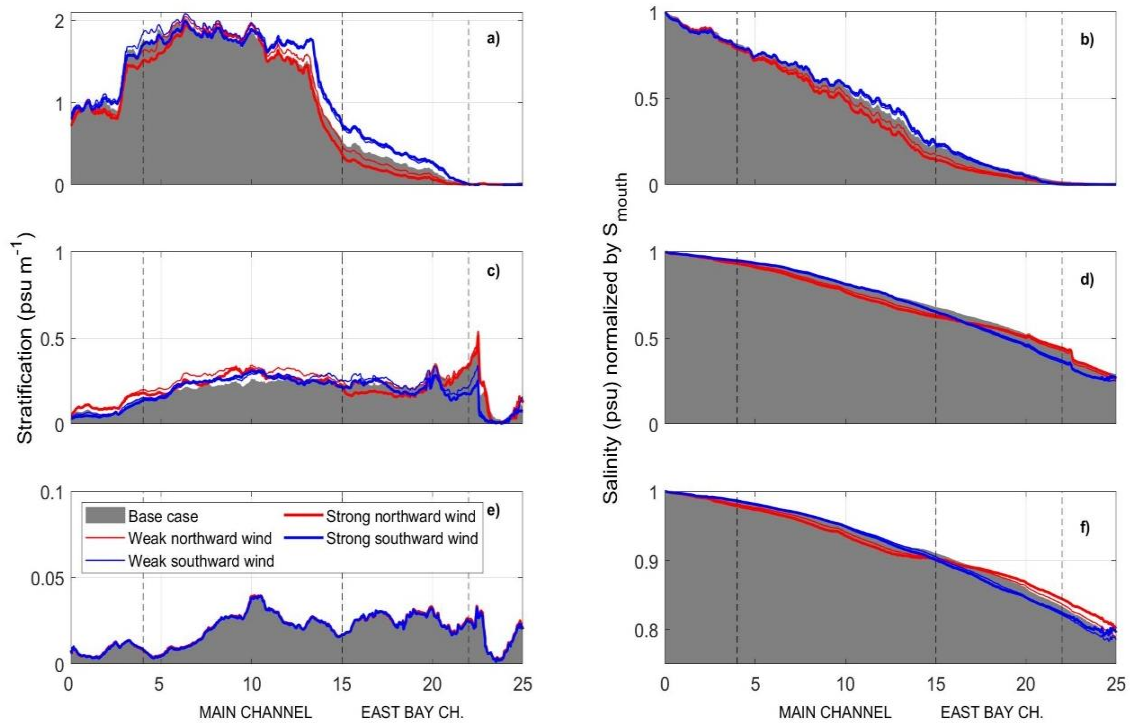 2
1
0
a)
1
0.5
0
b)
1
0.5
0
c)
1
0.5
0
d)
0.1
0.05
0
e)
Base case
Weak northward wind
Weak southward wind
Strong northward wind
Strong southward wind
1
0.9
0.8
f)
Stratification (psu m⁻¹)
Salinity (psu) normalized by S_mouth
0 5 10 15 20 25
MAIN CHANNEL EAST BAY CH.
0 5 10 15 20 25
MAIN CHANNEL EAST BAY CH.